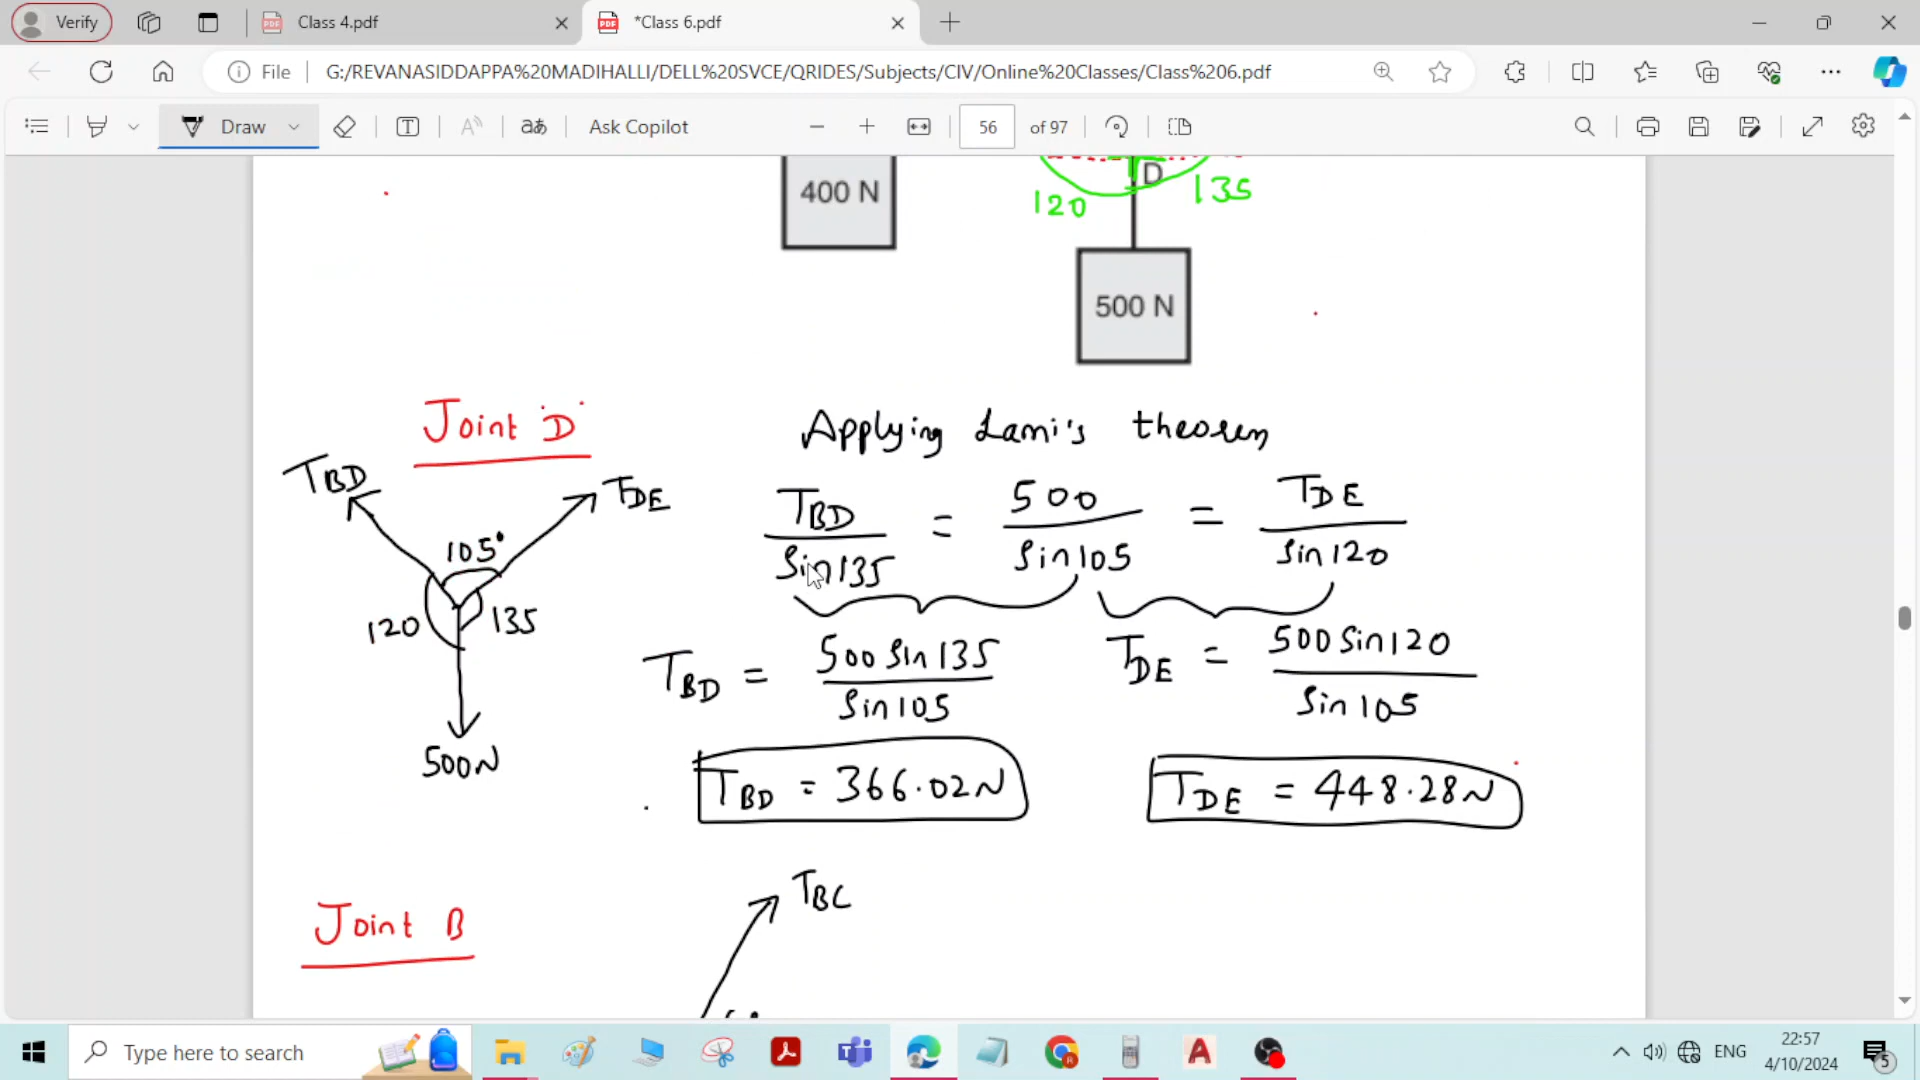 Verify
Class 4.pdf
*Class 6.pdf
File
G:/REVANASIDDAPPA%20MADIHALLI/DELL%20SVCE/QRIDES/Subjects/CIV/Online%20Classes/Class%206.pdf
Draw
Ask Copilot
56 of 97
400 N
D
120
135
500 N
Joint D
Applying Lami's theorem
TBD
TDE
105°
120
135
500N
TBD / Sin135 = 500 / Sin105 = TDE / Sin120
TBD = 500 Sin135 / Sin105
TDE = 500 Sin120 / Sin105
TBD = 366.02N
TDE = 448.28N
Joint B
TBC
Type here to search
ENG
22:57
4/10/2024
5